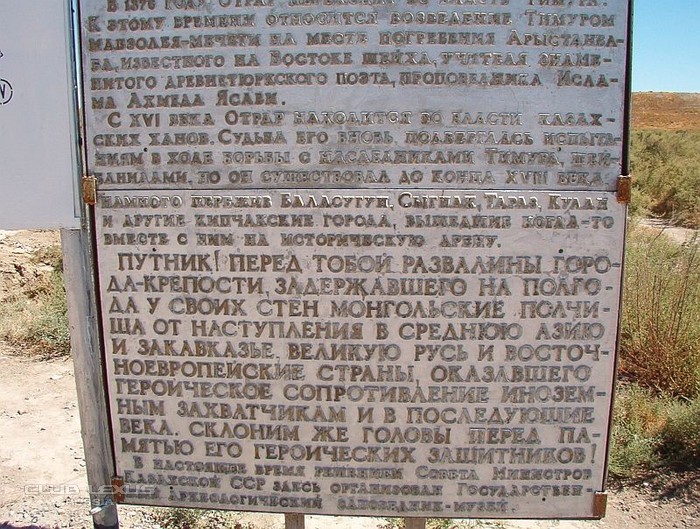 В 1376 году Отрар во власти Тимура.
К этому времени относится возведение Тимуром
мавзолея-мечети на месте погребения Арыстанба-
ба, известного на Востоке шейха, учителя знаме-
нитого древнетюркского поэта, проповедника Исла-
ма Ахмеда Ясави.
С XVI века Отрар находится во власти казах-
ских ханов. Судьба его вновь подверглась испыта-
ниям в ходе борьбы с наследниками Тимура,
но он существовал до конца XVIII века,
намного пережив Баласугун, Сыгнак, Тараз, Кулан
и другие кипчакские города, вышедшие когда-то
вместе с ним на историческую арену.
ПУТНИК! ПЕРЕД ТОБОЙ РАЗВАЛИНЫ ГОРО-
ДА-КРЕПОСТИ, ЗАДЕРЖАВШЕГО НА ПОЛГО-
ДА У СВОИХ СТЕН МОНГОЛЬСКИЕ ПОЛЧИ-
ЩА ОТ НАСТУПЛЕНИЯ В СРЕДНЮЮ АЗИЮ
И ЗАКАВКАЗЬЕ, ВЕЛИКУЮ РУСЬ И ВОСТОЧ-
НОЕВРОПЕЙСКИЕ СТРАНЫ, ОКАЗАВШЕГО
ГЕРОИЧЕСКОЕ СОПРОТИВЛЕНИЕ ИНОЗЕМ-
НЫМ ЗАХВАТЧИКАМ И В ПОСЛЕДУЮЩИЕ
ВЕКА. СКЛОНИМ ЖЕ ГОЛОВЫ ПЕРЕД ПА-
МЯТЬЮ ЕГО ГЕРОИЧЕСКИХ ЗАЩИТНИКОВ!
В настоящее время решением Совета Министров
Казахской ССР здесь организован Государствен-
ный Археологический заповедник-музей.
CLUB LEXUS